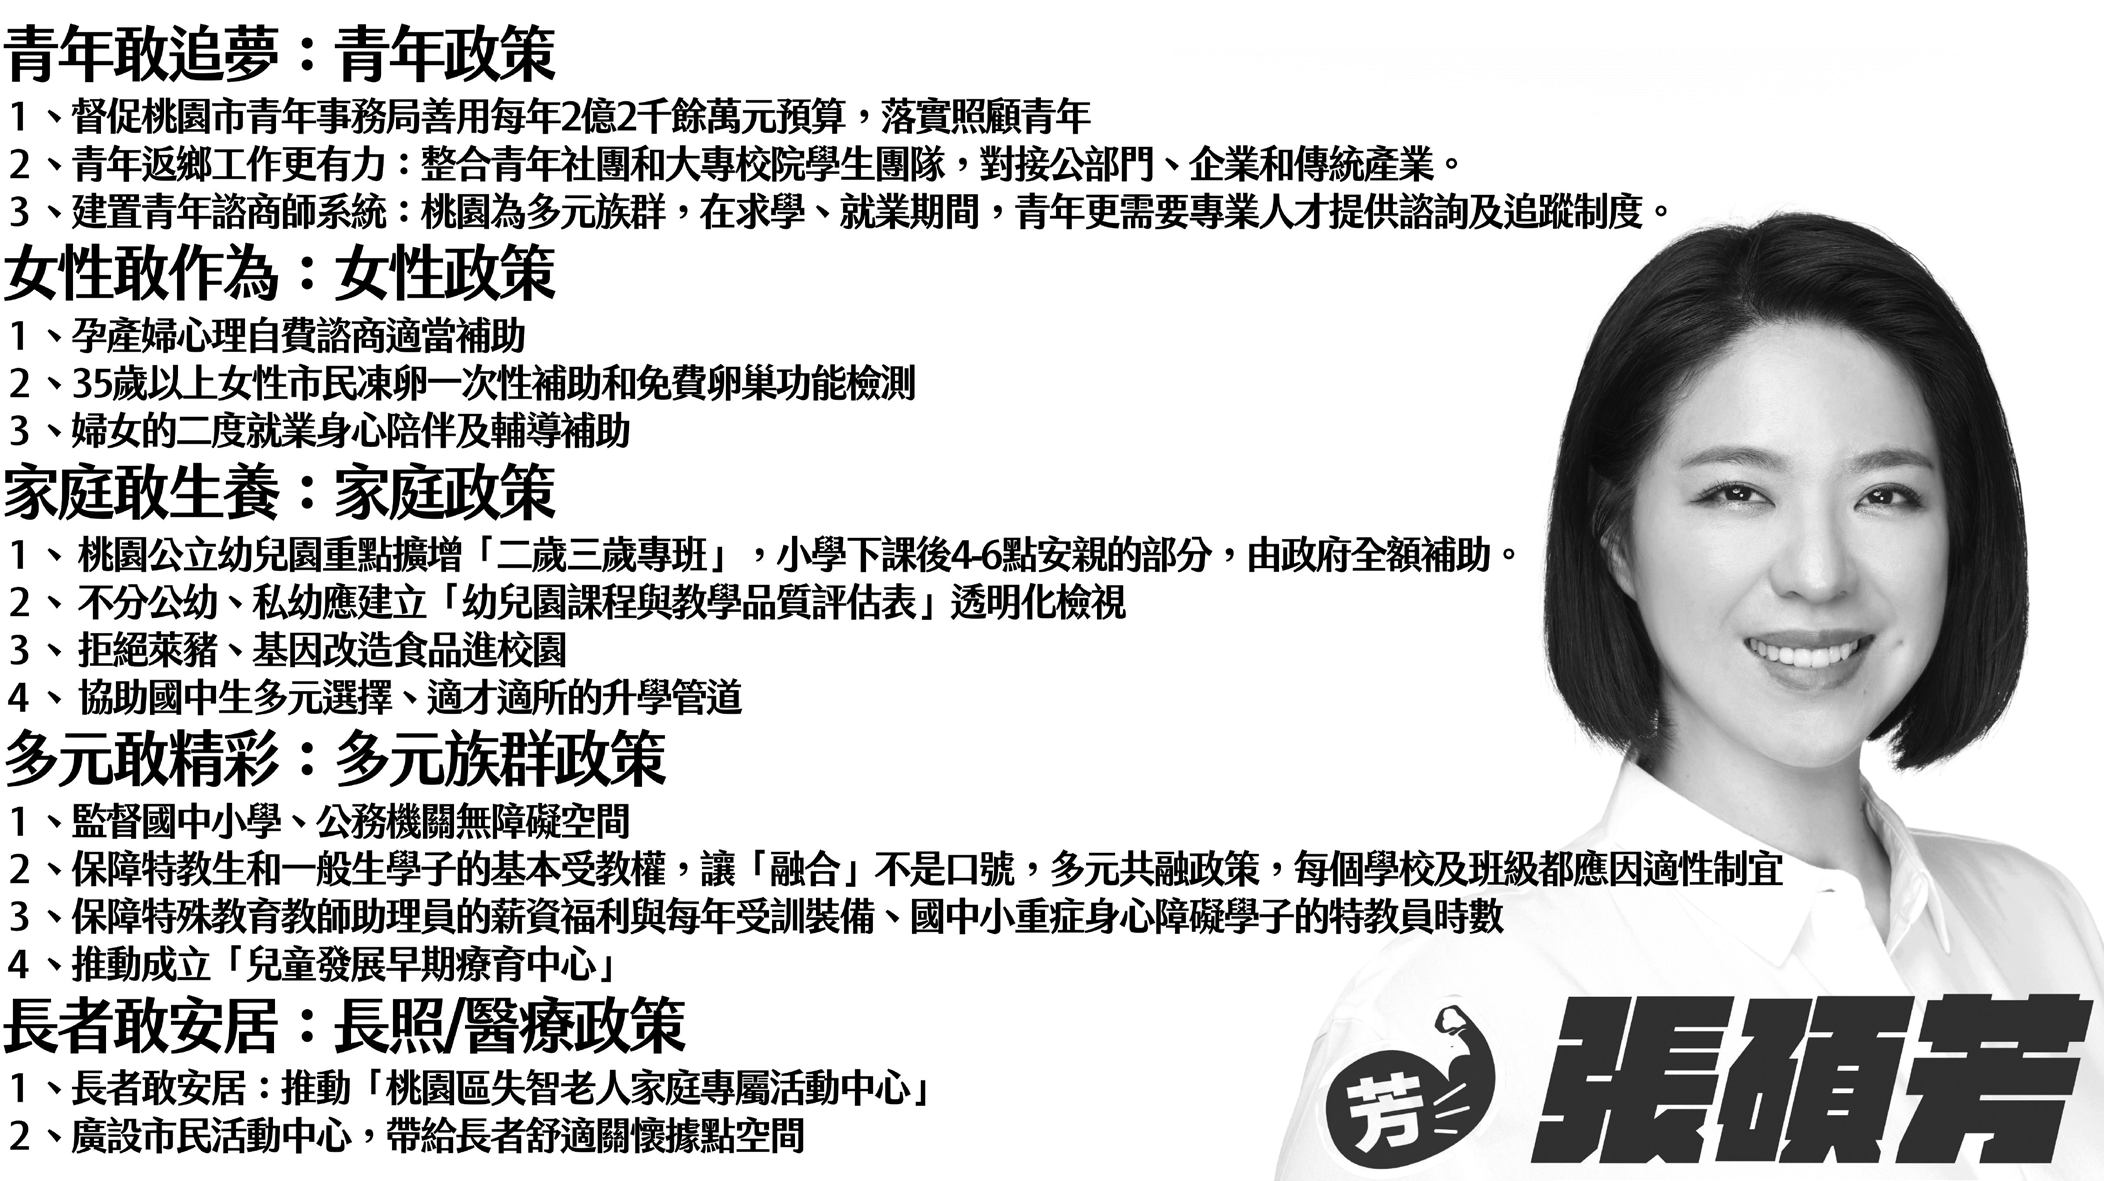 青年敢追夢：青年政策
1、督促桃園市青年事務局善用每年2億2千餘萬元預算，落實照顧青年
2、青年返鄉工作更有力：整合青年社團和大專校院學生團隊，對接公部門、企業和傳統產業。
3、建置青年諮商師系統：桃園為多元族群，在求學、就業期間，青年更需要專業人才提供諮詢及追蹤制度。
女性敢作為：女性政策
1、孕產婦心理自費諮商適當補助
2、35歲以上女性市民凍卵一次性補助和免費卵巢功能檢測
3、婦女的二度就業身心陪伴及輔導補助
家庭敢生養：家庭政策
1、 桃園公立幼兒園重點擴增「二歲三歲專班」，小學下課後4-6點安親的部分，由政府全額補助。
2、 不分公幼、私幼應建立「幼兒園課程與教學品質評估表」透明化檢視
3、 拒絕萊豬、基因改造食品進校園
4、 協助國中生多元選擇、適才適所的升學管道
多元敢精彩：多元族群政策
1、監督國中小學、公務機關無障礙空間
2、保障特教生和一般生學子的基本受教權，讓「融合」不是口號，多元共融政策，每個學校及班級都應因適性制宜
3、保障特殊教育教師助理員的薪資福利與每年受訓裝備、國中小重症身心障礙學子的特教員時數
4、推動成立「兒童發展早期療育中心」
長者敢安居：長照/醫療政策
1、長者敢安居：推動「桃園區失智老人家庭專屬活動中心」
2、廣設市民活動中心，帶給長者舒適關懷據點空間
芳
張碩芳